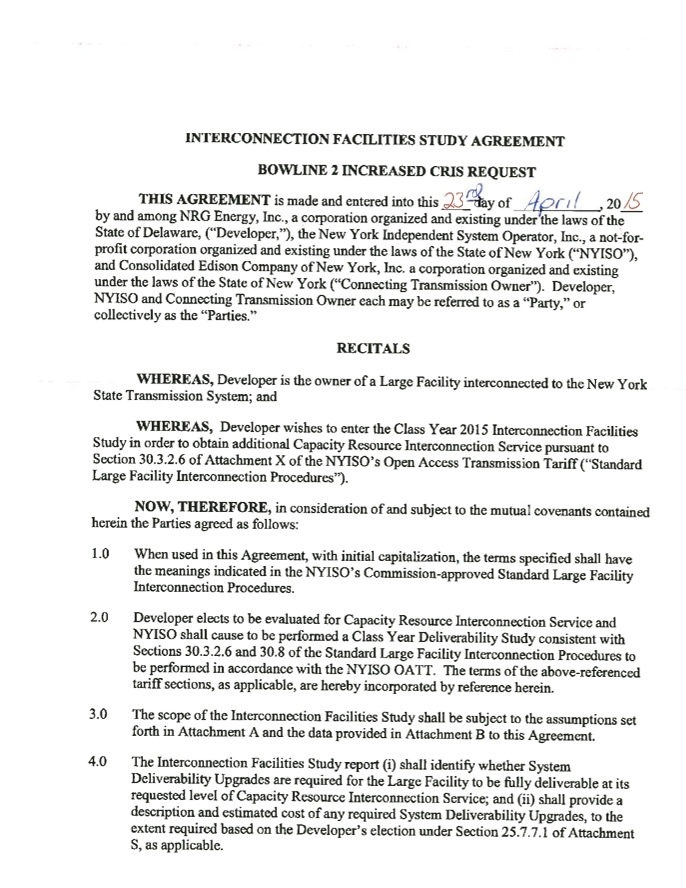 INTERCONNECTION FACILITIES STUDY AGREEMENT
BOWLINE 2 INCREASED CRIS REQUEST
THIS AGREEMENT is made and entered into this 23rd day of April, 2015
by and among NRG Energy, Inc., a corporation organized and existing under the laws of the
State of Delaware, ("Developer,"), the New York Independent System Operator, Inc., a not-for-
profit corporation organized and existing under the laws of the State of New York ("NYISO"),
and Consolidated Edison Company of New York, Inc. a corporation organized and existing
under the laws of the State of New York ("Connecting Transmission Owner"). Developer,
NYISO and Connecting Transmission Owner each may be referred to as a "Party," or
collectively as the "Parties."
RECITALS
WHEREAS, Developer is the owner of a Large Facility interconnected to the New York
State Transmission System; and
WHEREAS, Developer wishes to enter the Class Year 2015 Interconnection Facilities
Study in order to obtain additional Capacity Resource Interconnection Service pursuant to
Section 30.3.2.6 of Attachment X of the NYISO's Open Access Transmission Tariff ("Standard
Large Facility Interconnection Procedures").
NOW, THEREFORE, in consideration of and subject to the mutual covenants contained
herein the Parties agreed as follows:
1.0 When used in this Agreement, with initial capitalization, the terms specified shall have
the meanings indicated in the NYISO's Commission-approved Standard Large Facility
Interconnection Procedures.
2.0 Developer elects to be evaluated for Capacity Resource Interconnection Service and
NYISO shall cause to be performed a Class Year Deliverability Study consistent with
Sections 30.3.2.6 and 30.8 of the Standard Large Facility Interconnection Procedures to
be performed in accordance with the NYISO OATT. The terms of the above-referenced
tariff sections, as applicable, are hereby incorporated by reference herein.
3.0 The scope of the Interconnection Facilities Study shall be subject to the assumptions set
forth in Attachment A and the data provided in Attachment B to this Agreement.
4.0 The Interconnection Facilities Study report (i) shall identify whether System
Deliverability Upgrades are required for the Large Facility to be fully deliverable at its
requested level of Capacity Resource Interconnection Service; and (ii) shall provide a
description and estimated cost of any required System Deliverability Upgrades, to the
extent required based on the Developer's election under Section 25.7.7.1 of Attachment
S, as applicable.